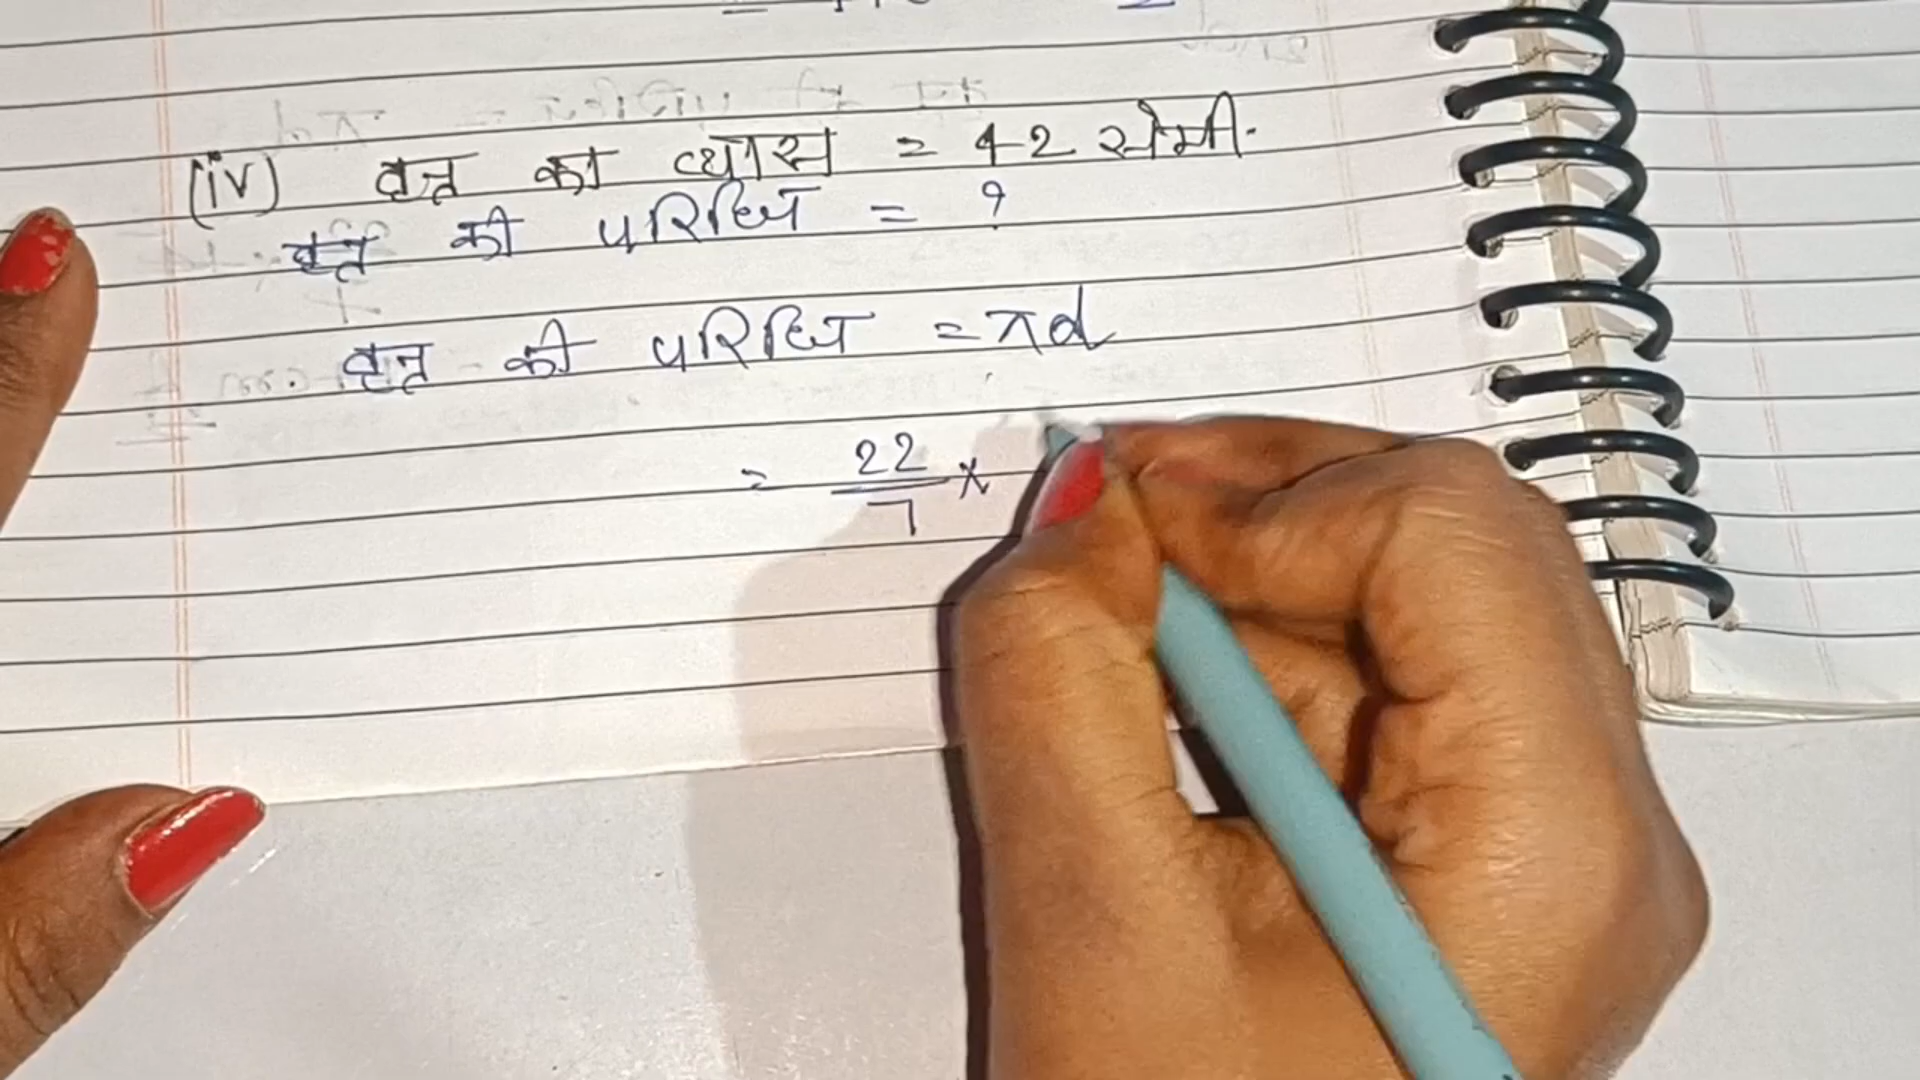 (iv) वृत्त का व्यास = 42 सेमी.
वृत्त की परिधि = ?
वृत्त की परिधि = πd
= 22/7 ×